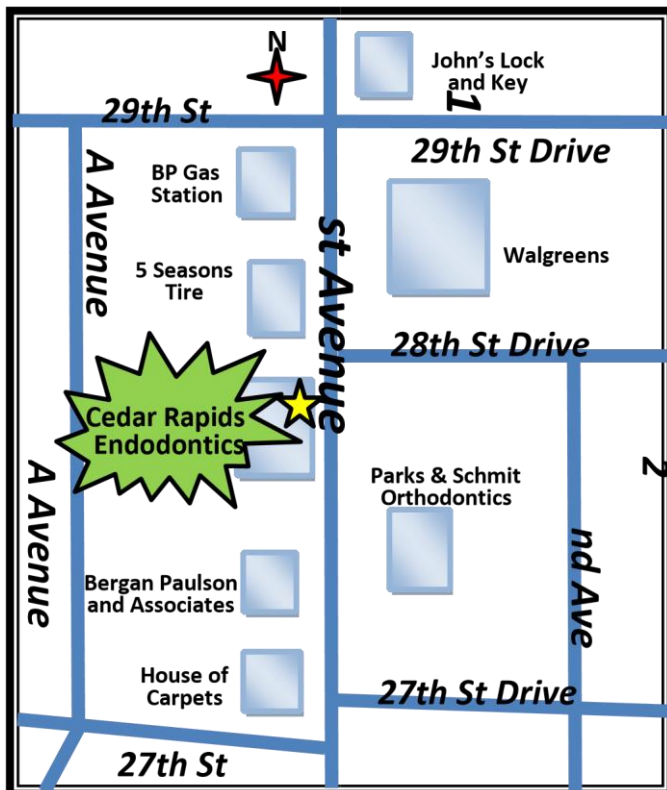 N
John's Lock
and Key
1
29th St
29th St Drive
A Avenue
BP Gas
Station
st Avenue
Walgreens
5 Seasons
Tire
28th St Drive
Cedar Rapids
Endodontics
A Avenue
Parks & Schmit
Orthodontics
2
nd Ave
Bergan Paulson
and Associates
House of
Carpets
27th St Drive
27th St